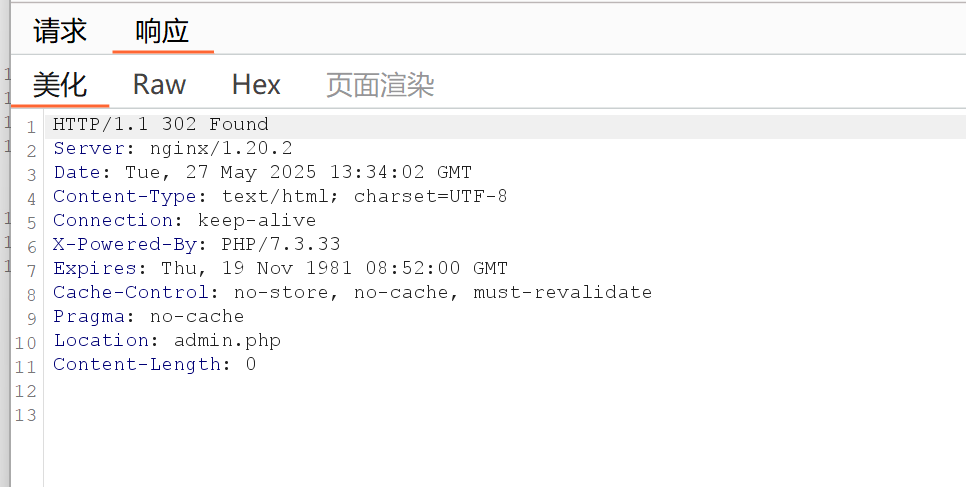 请求 响应
美化 Raw Hex 页面渲染
1 HTTP/1.1 302 Found
2 Server: nginx/1.20.2
3 Date: Tue, 27 May 2025 13:34:02 GMT
4 Content-Type: text/html; charset=UTF-8
5 Connection: keep-alive
6 X-Powered-By: PHP/7.3.33
7 Expires: Thu, 19 Nov 1981 08:52:00 GMT
8 Cache-Control: no-store, no-cache, must-revalidate
9 Pragma: no-cache
10 Location: admin.php
11 Content-Length: 0
12
13